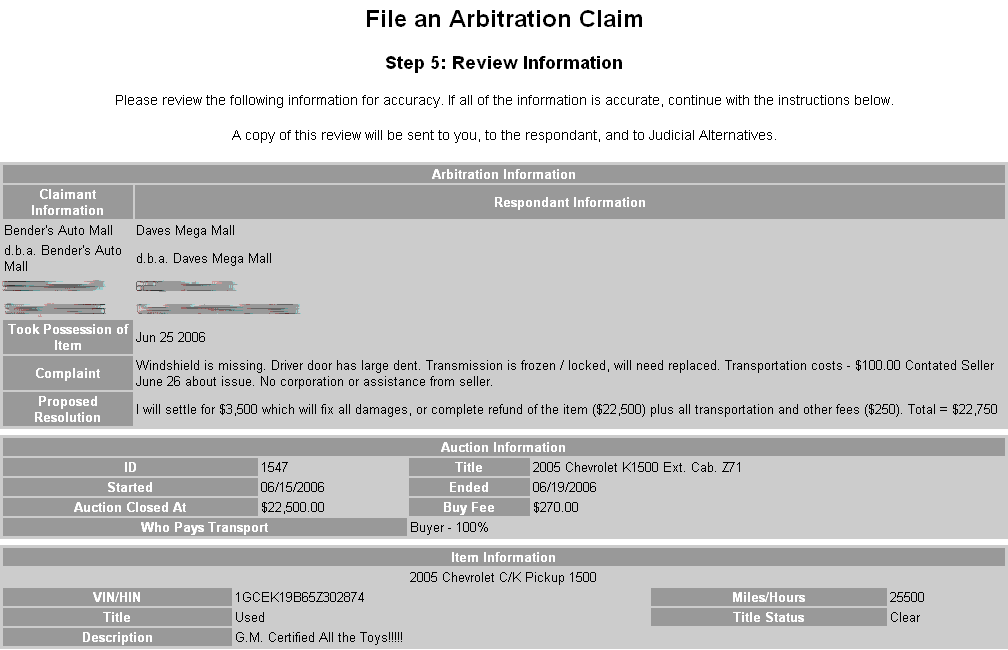 File an Arbitration Claim
Step 5: Review Information
Please review the following information for accuracy. If all of the information is accurate, continue with the instructions below.
A copy of this review will be sent to you, to the respondant, and to Judicial Alternatives.
Arbitration Information
Claimant Information Respondant Information
Bender's Auto Mall Daves Mega Mall
d.b.a. Bender's Auto Mall d.b.a. Daves Mega Mall
Took Possession of Item Jun 25 2006
Complaint Windshield is missing. Driver door has large dent. Transmission is frozen / locked, will need replaced. Transportation costs - $100.00 Contated Seller
June 26 about issue. No corporation or assistance from seller.
Proposed Resolution I will settle for $3,500 which will fix all damages, or complete refund of the item ($22,500) plus all transportation and other fees ($250). Total = $22,750
Auction Information
ID 1547 Title 2005 Chevrolet K1500 Ext. Cab. Z71
Started 06/15/2006 Ended 06/19/2006
Auction Closed At $22,500.00 Buy Fee $270.00
Who Pays Transport Buyer - 100%
Item Information
2005 Chevrolet C/K Pickup 1500
VIN/HIN 1GCEK19B65Z302874 Miles/Hours 25500
Title Used Title Status Clear
Description G.M. Certified All the Toys!!!!!